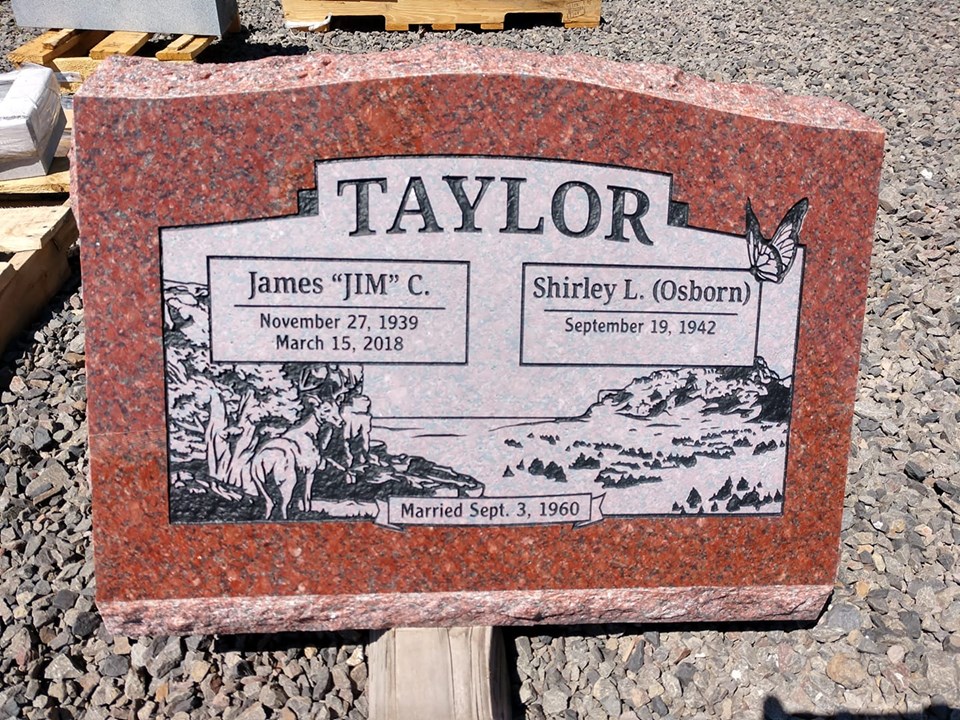 TAYLOR
James “JIM” C.
November 27, 1939
March 15, 2018
Shirley L. (Osborn)
September 19, 1942
Married Sept. 3, 1960